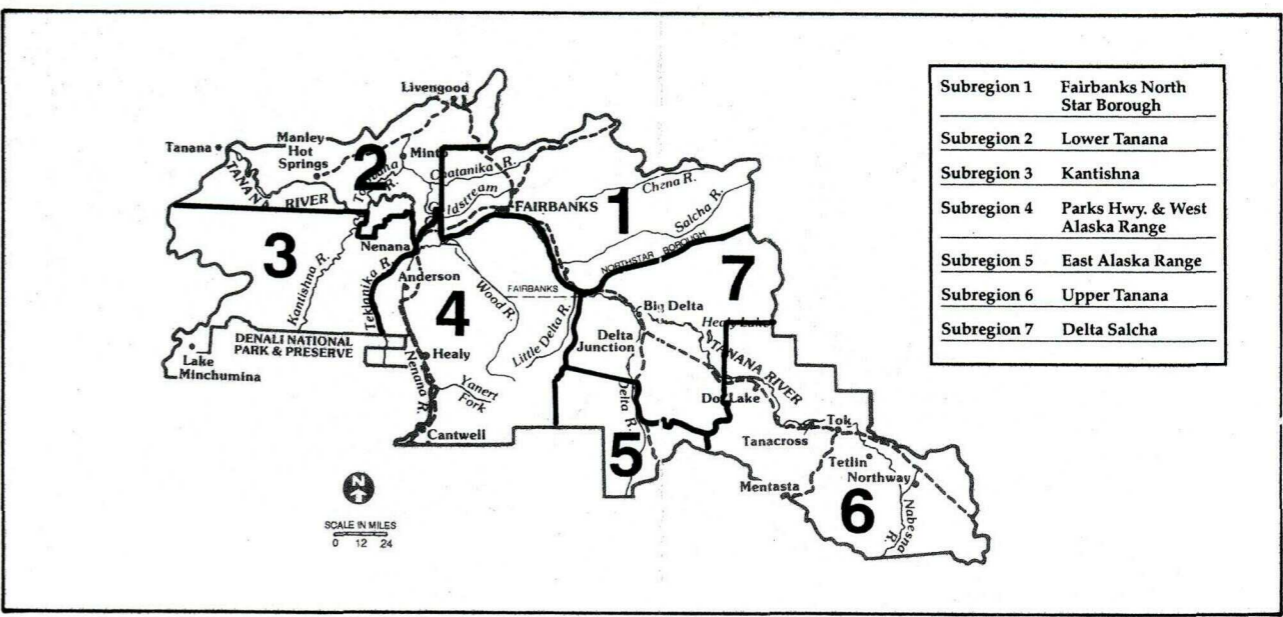 Livengood
Tanana
Manley
Hot
Springs
2
Minto
TANANA
RIVER
Tolovana
R.
Chatanika R.
Goldstream
FAIRBANKS
1
Chena R.
Salcha R.
3
Kantishna R.
Nenana
Teklanika R.
Anderson
4
Wood R.
FAIRBANKS
NORTHSTAR BOROUGH
7
Big Delta
Healy Lake
Little Delta R.
Delta
Junction
TANANA RIVER
DENALI NATIONAL
PARK & PRESERVE
Lake
Minchumina
Healy
Nenana R.
Yanert
Fork
Cantwell
Delta R.
5
Dot Lake
Tok
Tanacross
Tetlin
Northway
Mentasta
6
Nabesna
R.
N
SCALE IN MILES
0 12 24
Subregion 1 Fairbanks North
Star Borough
Subregion 2 Lower Tanana
Subregion 3 Kantishna
Subregion 4 Parks Hwy. & West
Alaska Range
Subregion 5 East Alaska Range
Subregion 6 Upper Tanana
Subregion 7 Delta Salcha